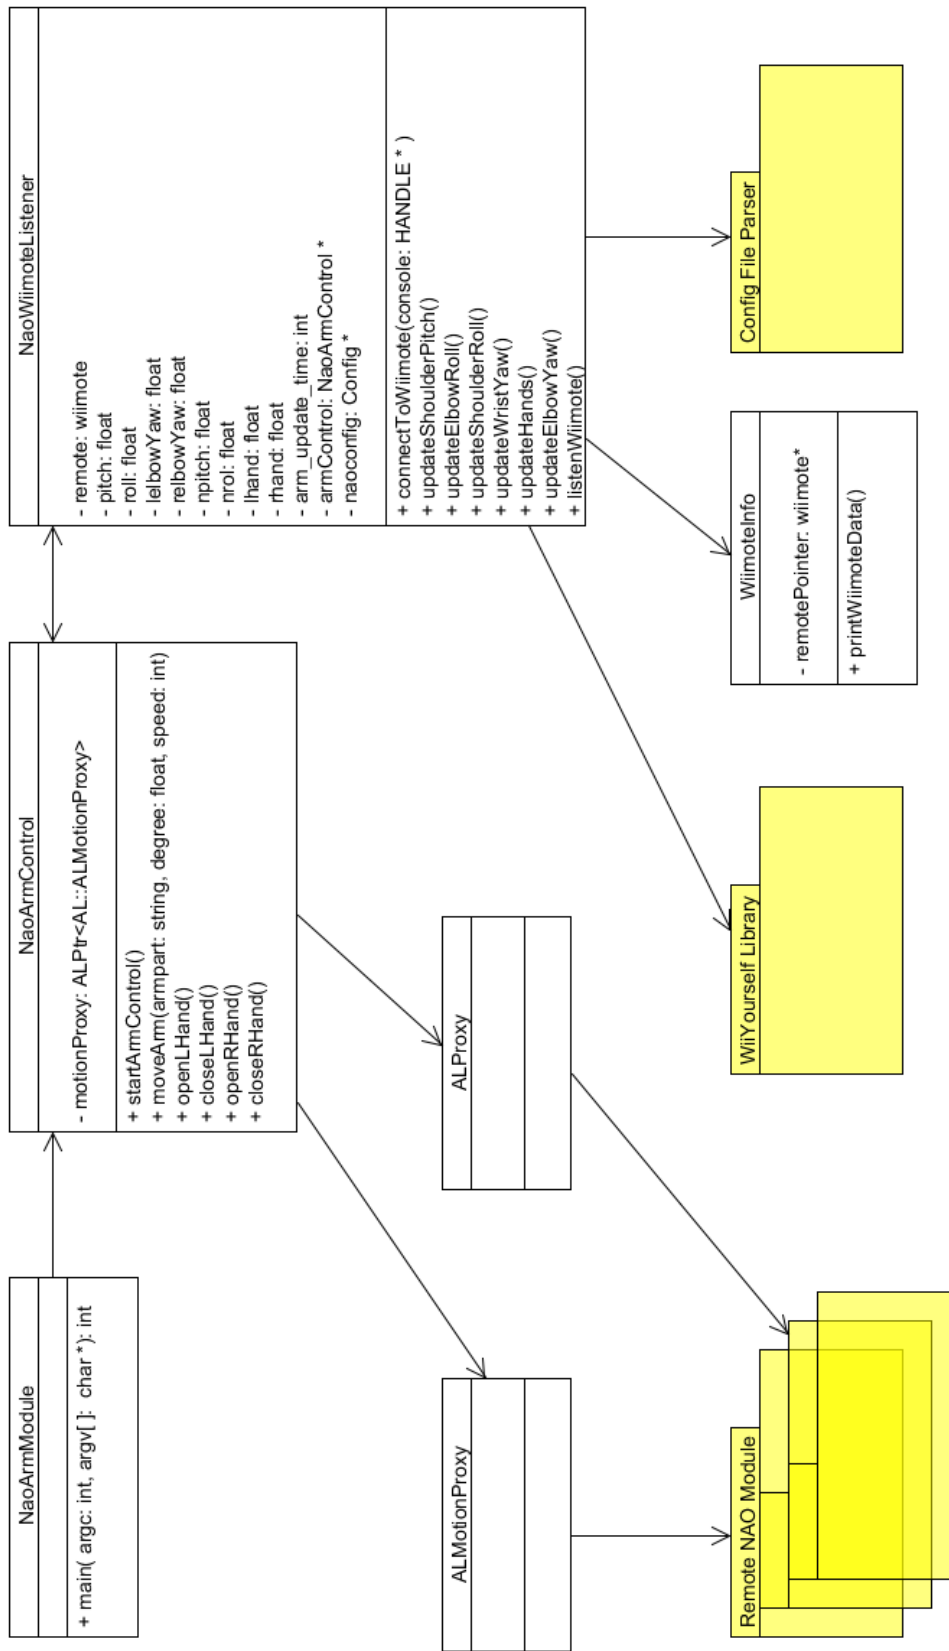 NaoArmModule
+ main( argc: int, argv[ ]: char *): int
NaoArmControl
- motionProxy: ALPtr<AL::ALMotionProxy>
+ startArmControl()
+ moveArm(armpart: string, degree: float, speed: int)
+ openLHand()
+ closeLHand()
+ openRHand()
+ closeRHand()
NaoWiimoteListener
- remote: wiimote
- pitch: float
- roll: float
- lelbowYaw: float
- relbowYaw: float
- npitch: float
- nrol: float
- lhand: float
- rhand: float
- arm_update_time: int
- armControl: NaoArmControl *
- naoconfig: Config *
+ connectToWiimote(console: HANDLE * )
+ updateShoulderPitch()
+ updateElbowRoll()
+ updateShoulderRoll()
+ updateWristYaw()
+ updateHands()
+ updateElbowYaw()
+ listenWiimote()
ALMotionProxy
ALProxy
Remote NAO Module
WiiYourself Library
WiimoteInfo
- remotePointer: wiimote*
+ printWiimoteData()
Config File Parser